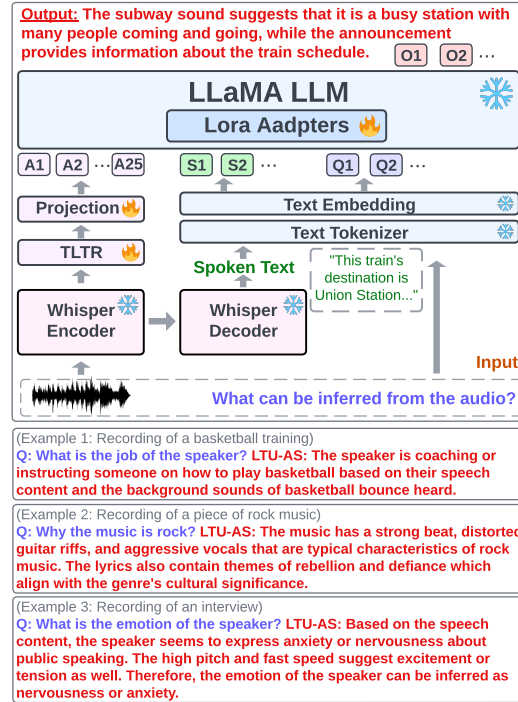 Output: The subway sound suggests that it is a busy station with
many people coming and going, while the announcement
provides information about the train schedule.
O1 O2 ...
LLaMA LLM
Lora Aadpters
A1 A2 ...A25 S1 S2 ... Q1 Q2 ...
Projection
Text Embedding
Text Tokenizer
TLTR
Spoken Text
"This train's
destination is
Union Station..."
Whisper
Encoder
Whisper
Decoder
Input
What can be inferred from the audio?
(Example 1: Recording of a basketball training)
Q: What is the job of the speaker? LTU-AS: The speaker is coaching or
instructing someone on how to play basketball based on their speech
content and the background sounds of basketball bounce heard.
(Example 2: Recording of a piece of rock music)
Q: Why the music is rock? LTU-AS: The music has a strong beat, distorted
guitar riffs, and aggressive vocals that are typical characteristics of rock
music. The lyrics also contain themes of rebellion and defiance which
align with the genre's cultural significance.
(Example 3: Recording of an interview)
Q: What is the emotion of the speaker? LTU-AS: Based on the speech
content, the speaker seems to express anxiety or nervousness about
public speaking. The high pitch and fast speed suggest excitement or
tension as well. Therefore, the emotion of the speaker can be inferred as
nervousness or anxiety.